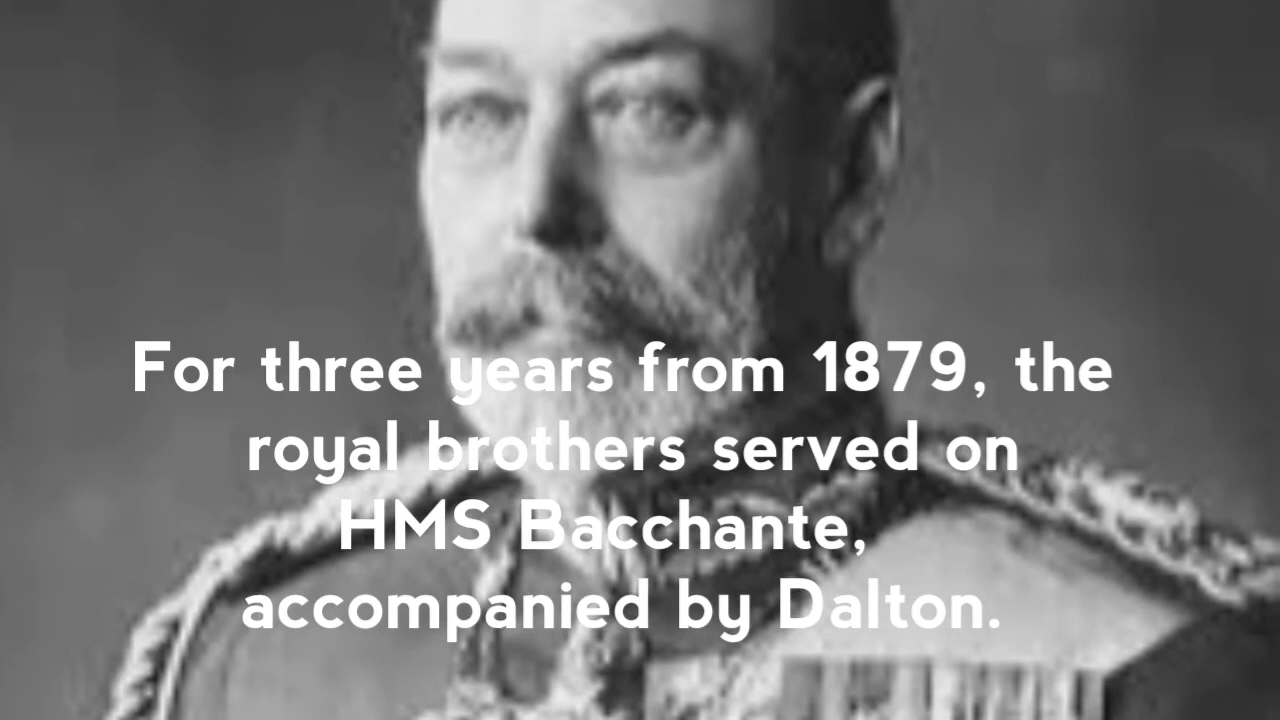 For three years from 1879, the
royal brothers served on
HMS Bacchante,
accompanied by Dalton.